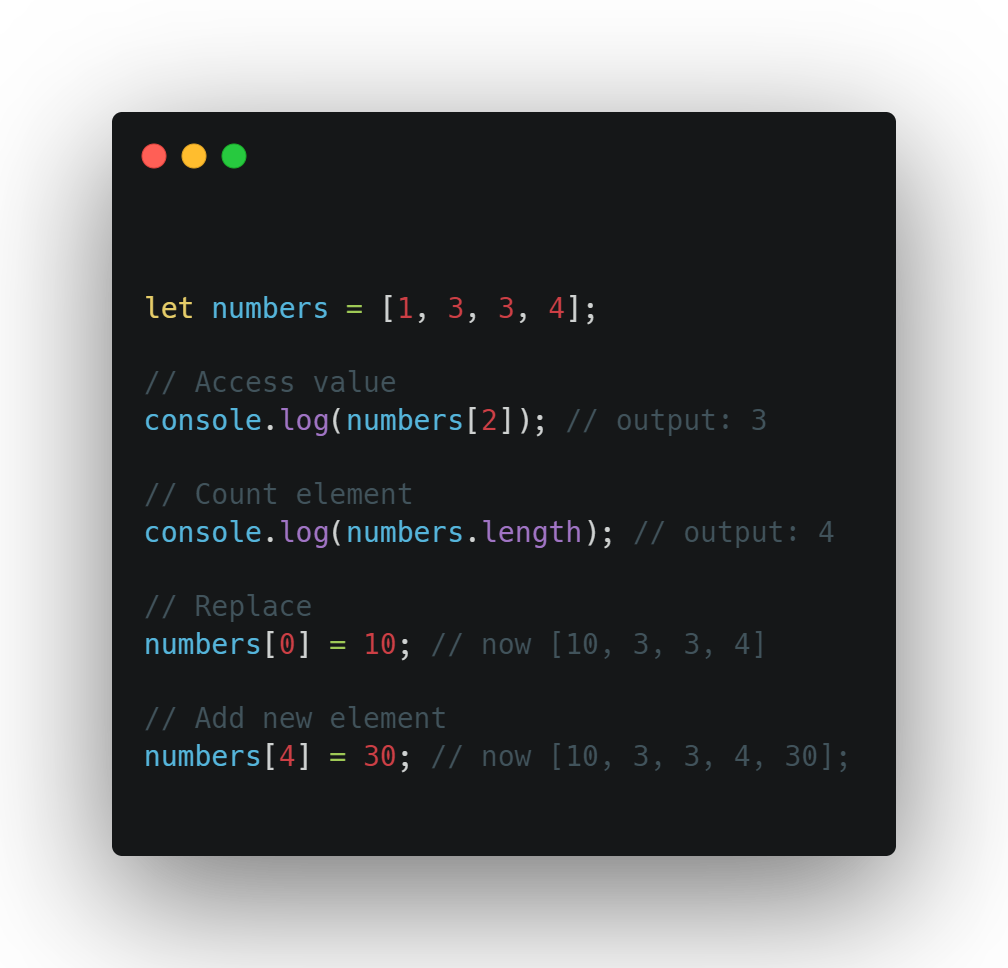 let numbers = [1, 3, 3, 4];
// Access value
console.log(numbers[2]); // output: 3
// Count element
console.log(numbers.length); // output: 4
// Replace
numbers[0] = 10; // now [10, 3, 3, 4]
// Add new element
numbers[4] = 30; // now [10, 3, 3, 4, 30];